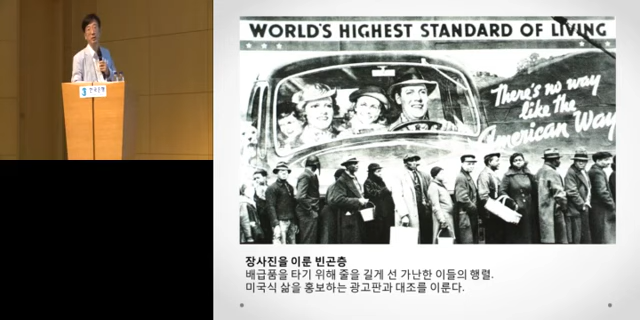 WORLD'S HIGHEST STANDARD OF LIVING
There's no way
like the
American Way
장사진을 이룬 빈곤층
배급품을 타기 위해 줄을 길게 선 가난한 이들의 행렬.
미국식 삶을 홍보하는 광고판과 대조를 이룬다.